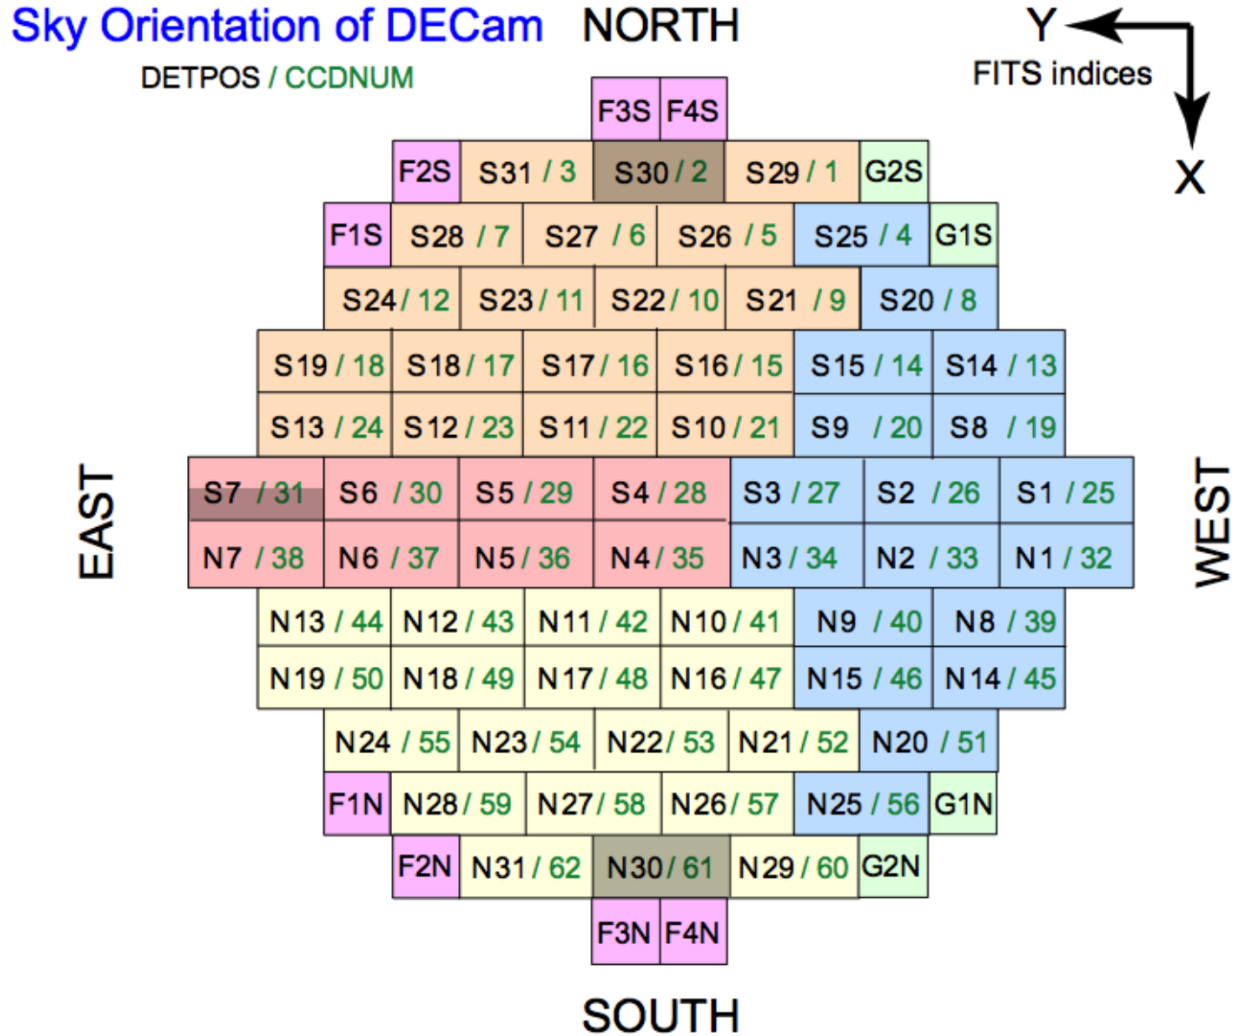 Sky Orientation of DECam NORTH Y
DETPOS / CCDNUM FITS indices
F3S F4S
X
F2S S31 / 3 S30 / 2 S29 / 1 G2S
F1S S28 / 7 S27 / 6 S26 / 5 S25 / 4 G1S
S24 / 12 S23 / 11 S22 / 10 S21 / 9 S20 / 8
S19 / 18 S18 / 17 S17 / 16 S16 / 15 S15 / 14 S14 / 13
S13 / 24 S12 / 23 S11 / 22 S10 / 21 S9 / 20 S8 / 19
S7 / 31 S6 / 30 S5 / 29 S4 / 28 S3 / 27 S2 / 26 S1 / 25
EAST WEST
N7 / 38 N6 / 37 N5 / 36 N4 / 35 N3 / 34 N2 / 33 N1 / 32
N13 / 44 N12 / 43 N11 / 42 N10 / 41 N9 / 40 N8 / 39
N19 / 50 N18 / 49 N17 / 48 N16 / 47 N15 / 46 N14 / 45
N24 / 55 N23 / 54 N22 / 53 N21 / 52 N20 / 51
F1N N28 / 59 N27 / 58 N26 / 57 N25 / 56 G1N
F2N N31 / 62 N30 / 61 N29 / 60 G2N
F3N F4N
SOUTH